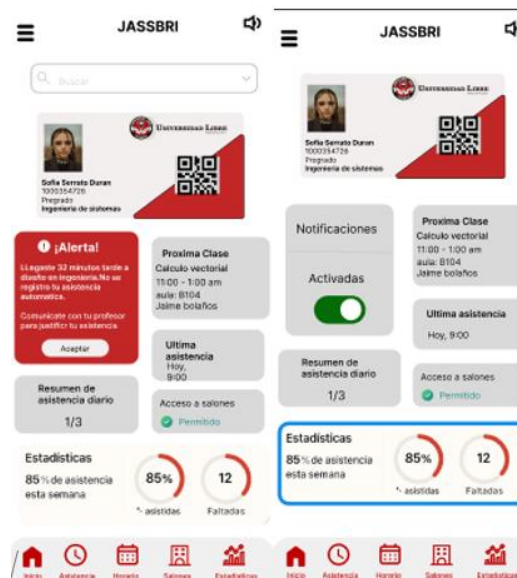 JASSBRI
Buscar
UNIVERSIDAD LIBRE
Sofia Serrato Duran
1000354726
Pregrado
Ingenieria de sistemas
¡Alerta!
LLegaste 32 minutos tarde a
diseño en ingenieria.No se
registro tu asistencia
automatica.
Comunicate con tu profesor
para justificr tu asistencia
Aceptar
Proxima Clase
Calculo vectorial
11:00 - 1:00 am
aula: B104
Jaime bolaños
Ultima
asistencia
Hoy,
9:00
Resumen de
asistencia diario
1/3
Acceso a salones
Permitido
Estadísticas
85% de asistencia
esta semana
85%
asistidas
12
Faltadas
Inicio
Asistencia
Horario
Salones
Estadisticas
JASSBRI
UNIVERSIDAD LIBRE
Sofia Serrato Duran
1000354726
Pregrado
Ingenieria de sistemas
Notificaciones
Activadas
Proxima Clase
Calculo vectorial
11:00 - 1:00 am
aula: B104
Jaime bolaños
Ultima asistencia
Hoy, 9:00
Resumen de
asistencia diario
1/3
Acceso a salones
Permitido
Estadísticas
85% de asistencia
esta semana
85%
asistidas
12
Faltadas
Inicio
Asistencia
Horario
Salones
Estadisticas